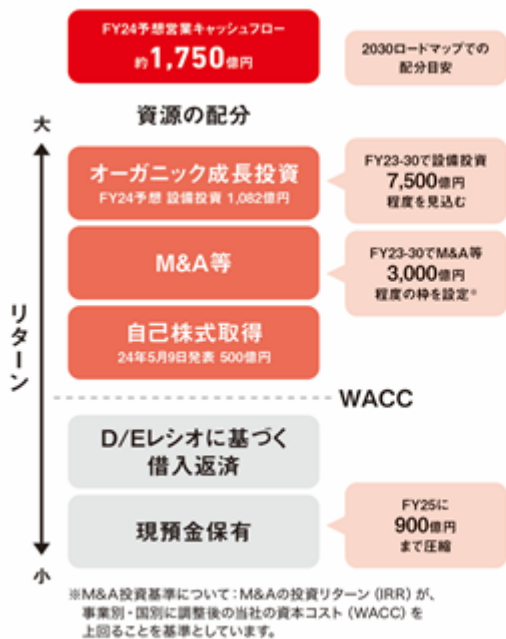 FY24予想営業キャッシュフロー
約1,750億円
2030ロードマップでの
配分目安
資源の配分
大
オーガニック成長投資
FY24予想 設備投資 1,082億円
FY23-30で設備投資
7,500億円
程度を見込む
M&A等
FY23-30でM&A等
3,000億円
程度の枠を設定※
リターン
自己株式取得
24年5月9日発表 500億円
WACC
D/Eレシオに基づく
借入返済
現預金保有
FY25に
900億円
まで圧縮
小
※M&A投資基準について：M&Aの投資リターン（IRR）が、
事業別・国別に調整後の当社の資本コスト（WACC）を
上回ることを基準としています。